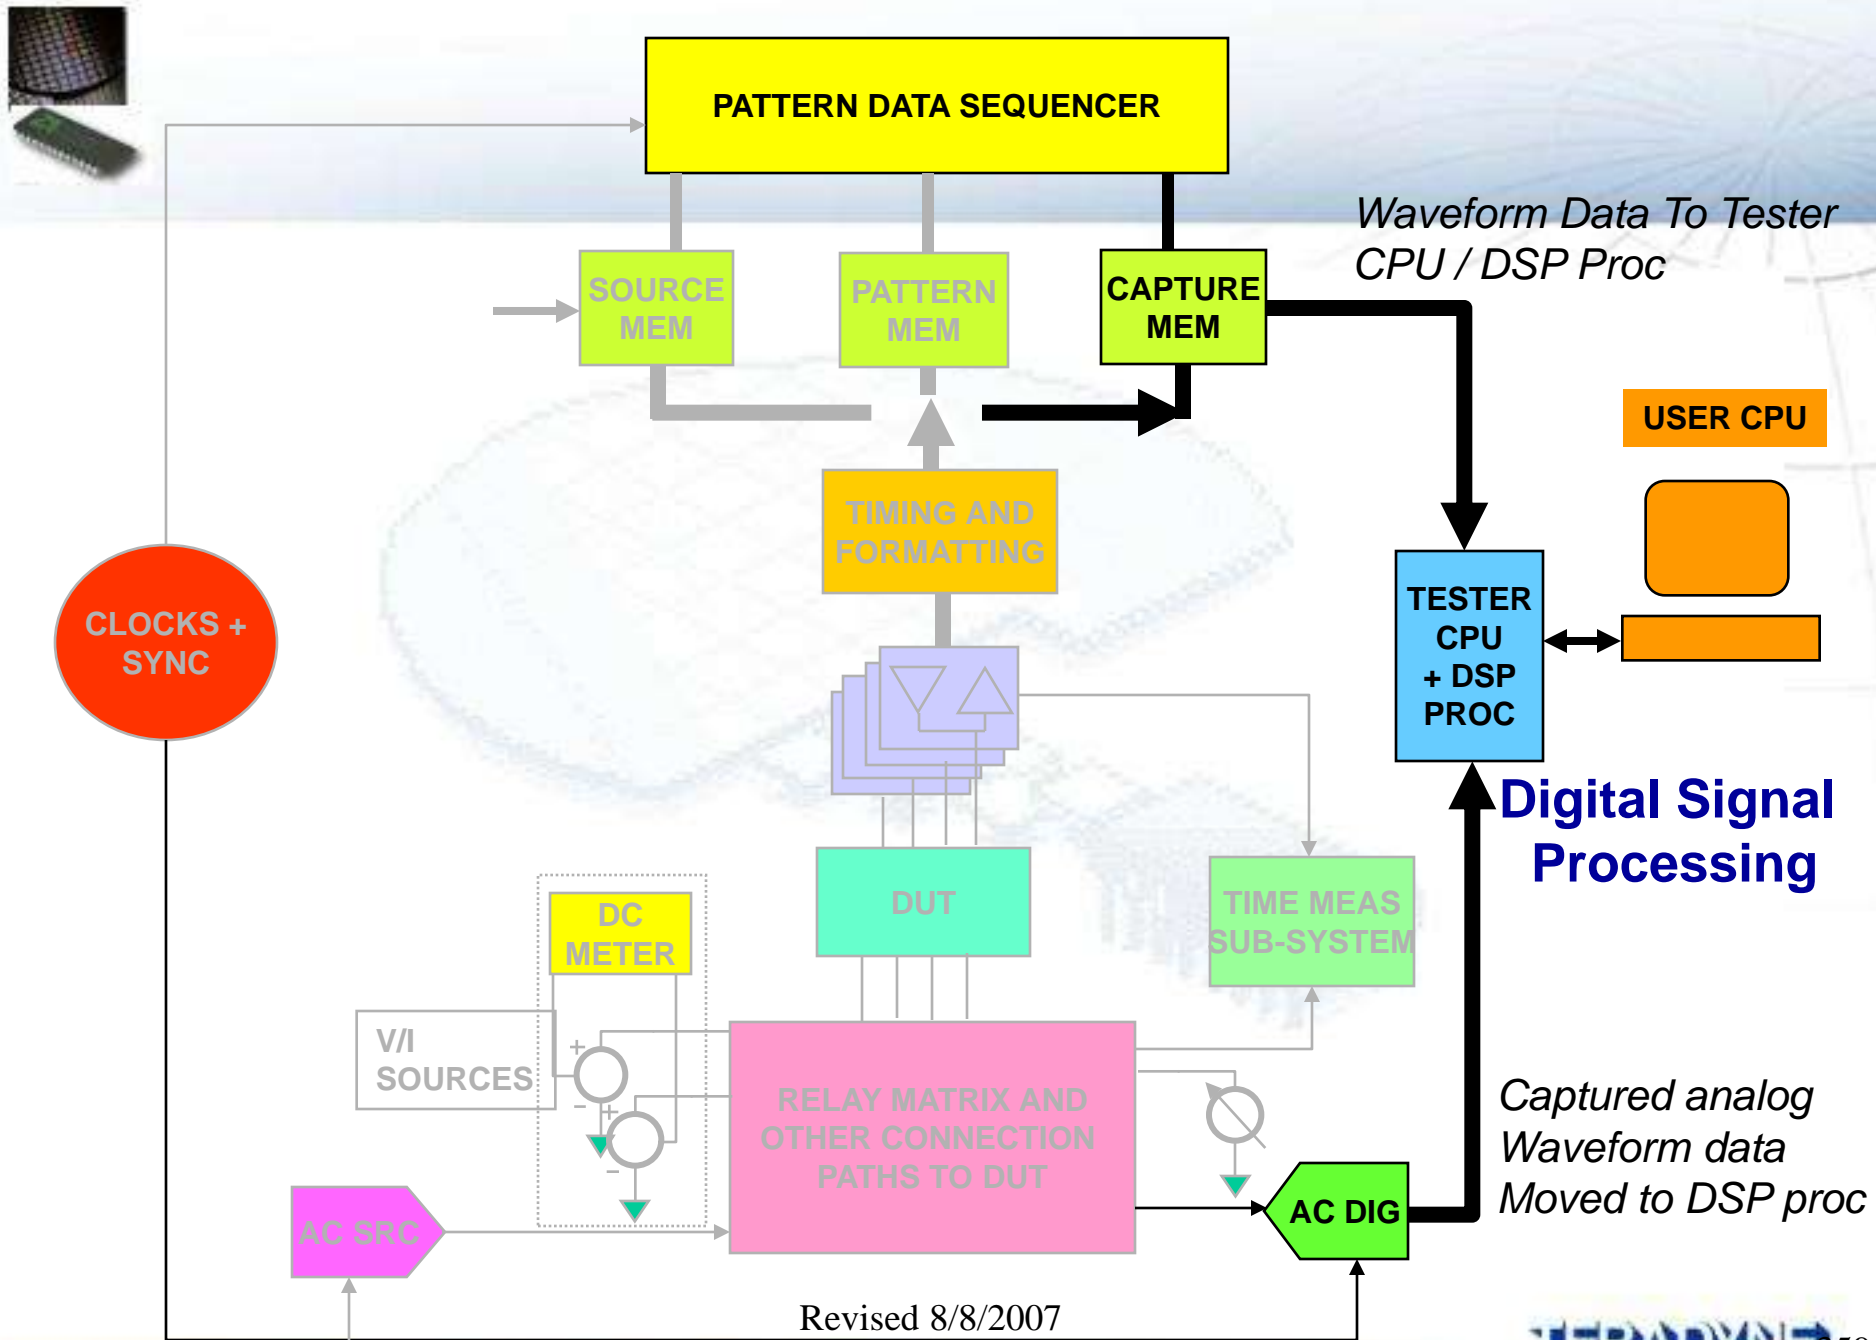 PATTERN DATA SEQUENCER
Waveform Data To Tester
CPU / DSP Proc
SOURCE
MEM
PATTERN
MEM
CAPTURE
MEM
USER CPU
TIMING AND
FORMATTING
CLOCKS +
SYNC
TESTER
CPU
+ DSP
PROC
Digital Signal
Processing
DUT
TIME MEAS
SUB-SYSTEM
DC
METER
V/I
SOURCES
+
−
+
−
RELAY MATRIX AND
OTHER CONNECTION
PATHS TO DUT
Captured analog
Waveform data
Moved to DSP proc
AC SRC
AC DIG
Revised 8/8/2007
TERADYNE